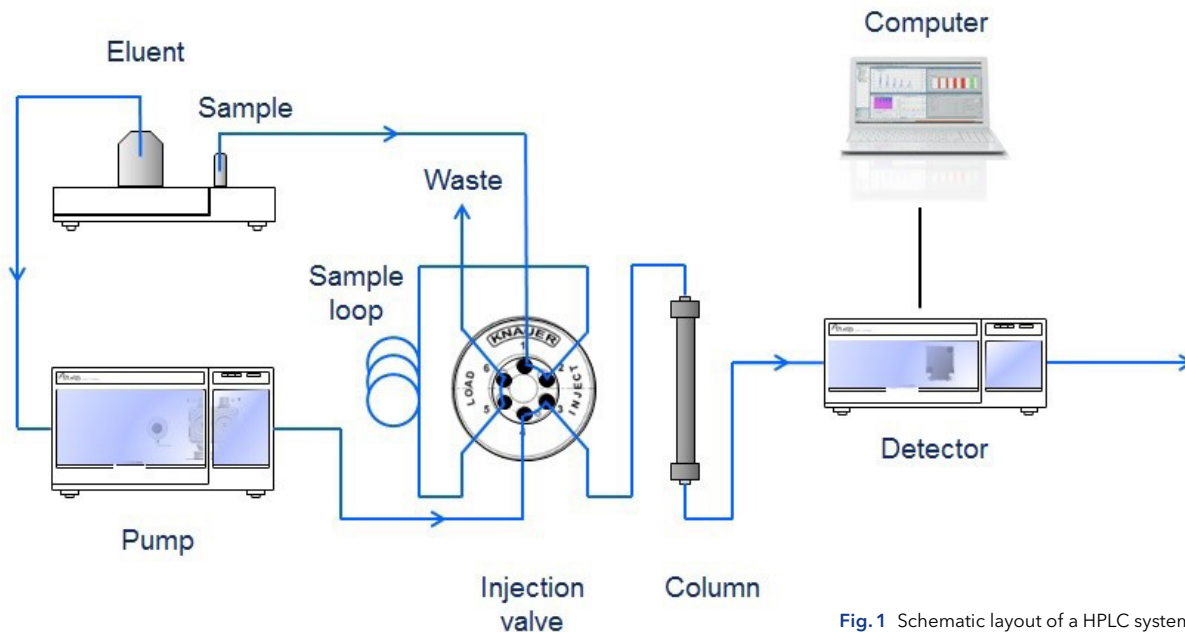 Computer
Eluent
Sample
Waste
Sample
loop
KNAUER
1
2
3
4
5
6
LOAD
INJECT
Detector
Pump
Injection
valve
Column
Fig. 1 Schematic layout of a HPLC system